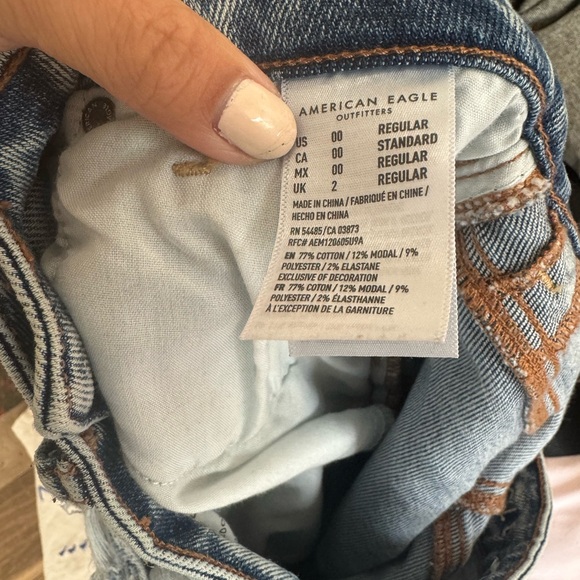 AMERICAN EAGLE
OUTFITTERS
US 00 REGULAR
CA 00 STANDARD
MX 00 REGULAR
UK 2 REGULAR
MADE IN CHINA / FABRIQUÉ EN CHINE /
HECHO EN CHINA
RN 54485/CA 03873
RFC# AEM120605U9A
EN 77% COTTON / 12% MODAL / 9%
POLYESTER / 2% ELASTANE
EXCLUSIVE OF DECORATION
FR 77% COTON / 12% MODAL / 9%
POLYESTER / 2% ÉLASTHANNE
À L'EXCEPTION DE LA GARNITURE